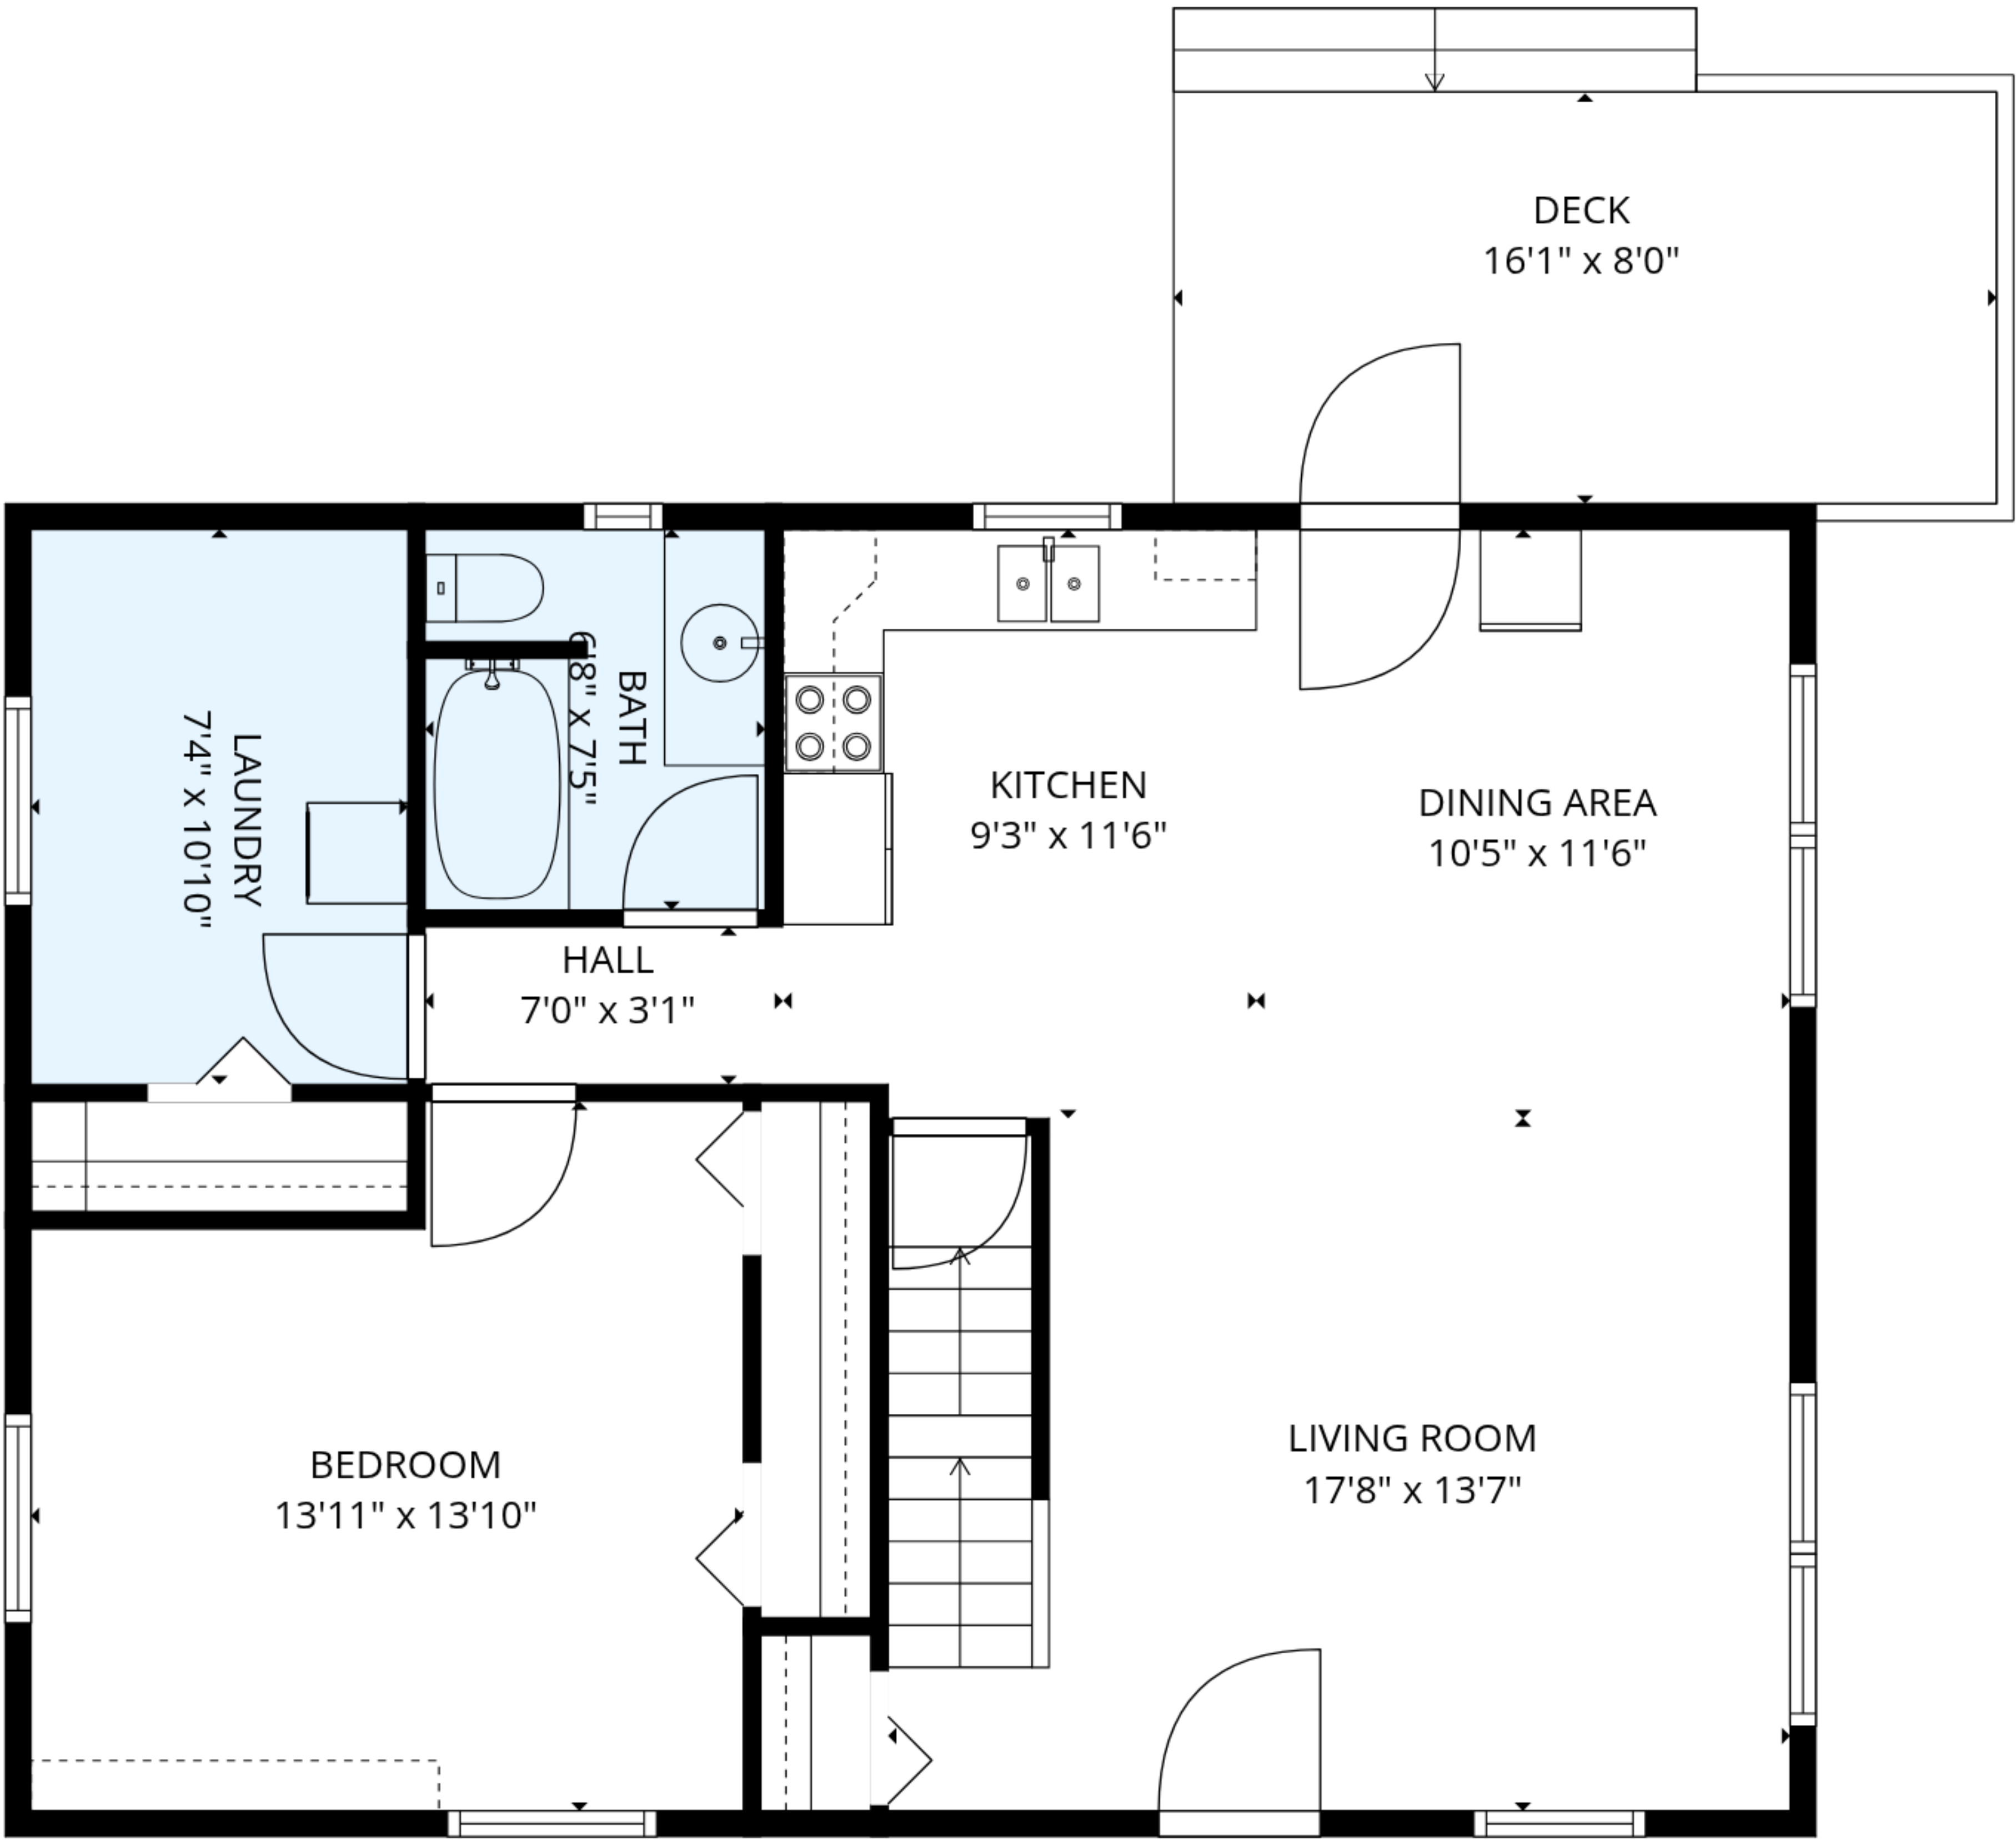 DECK
16'1" x 8'0"
BATH
6'8" x 7'5"
LAUNDRY
7'4" x 10'10"
KITCHEN
9'3" x 11'6"
DINING AREA
10'5" x 11'6"
HALL
7'0" x 3'1"
BEDROOM
13'11" x 13'10"
LIVING ROOM
17'8" x 13'7"